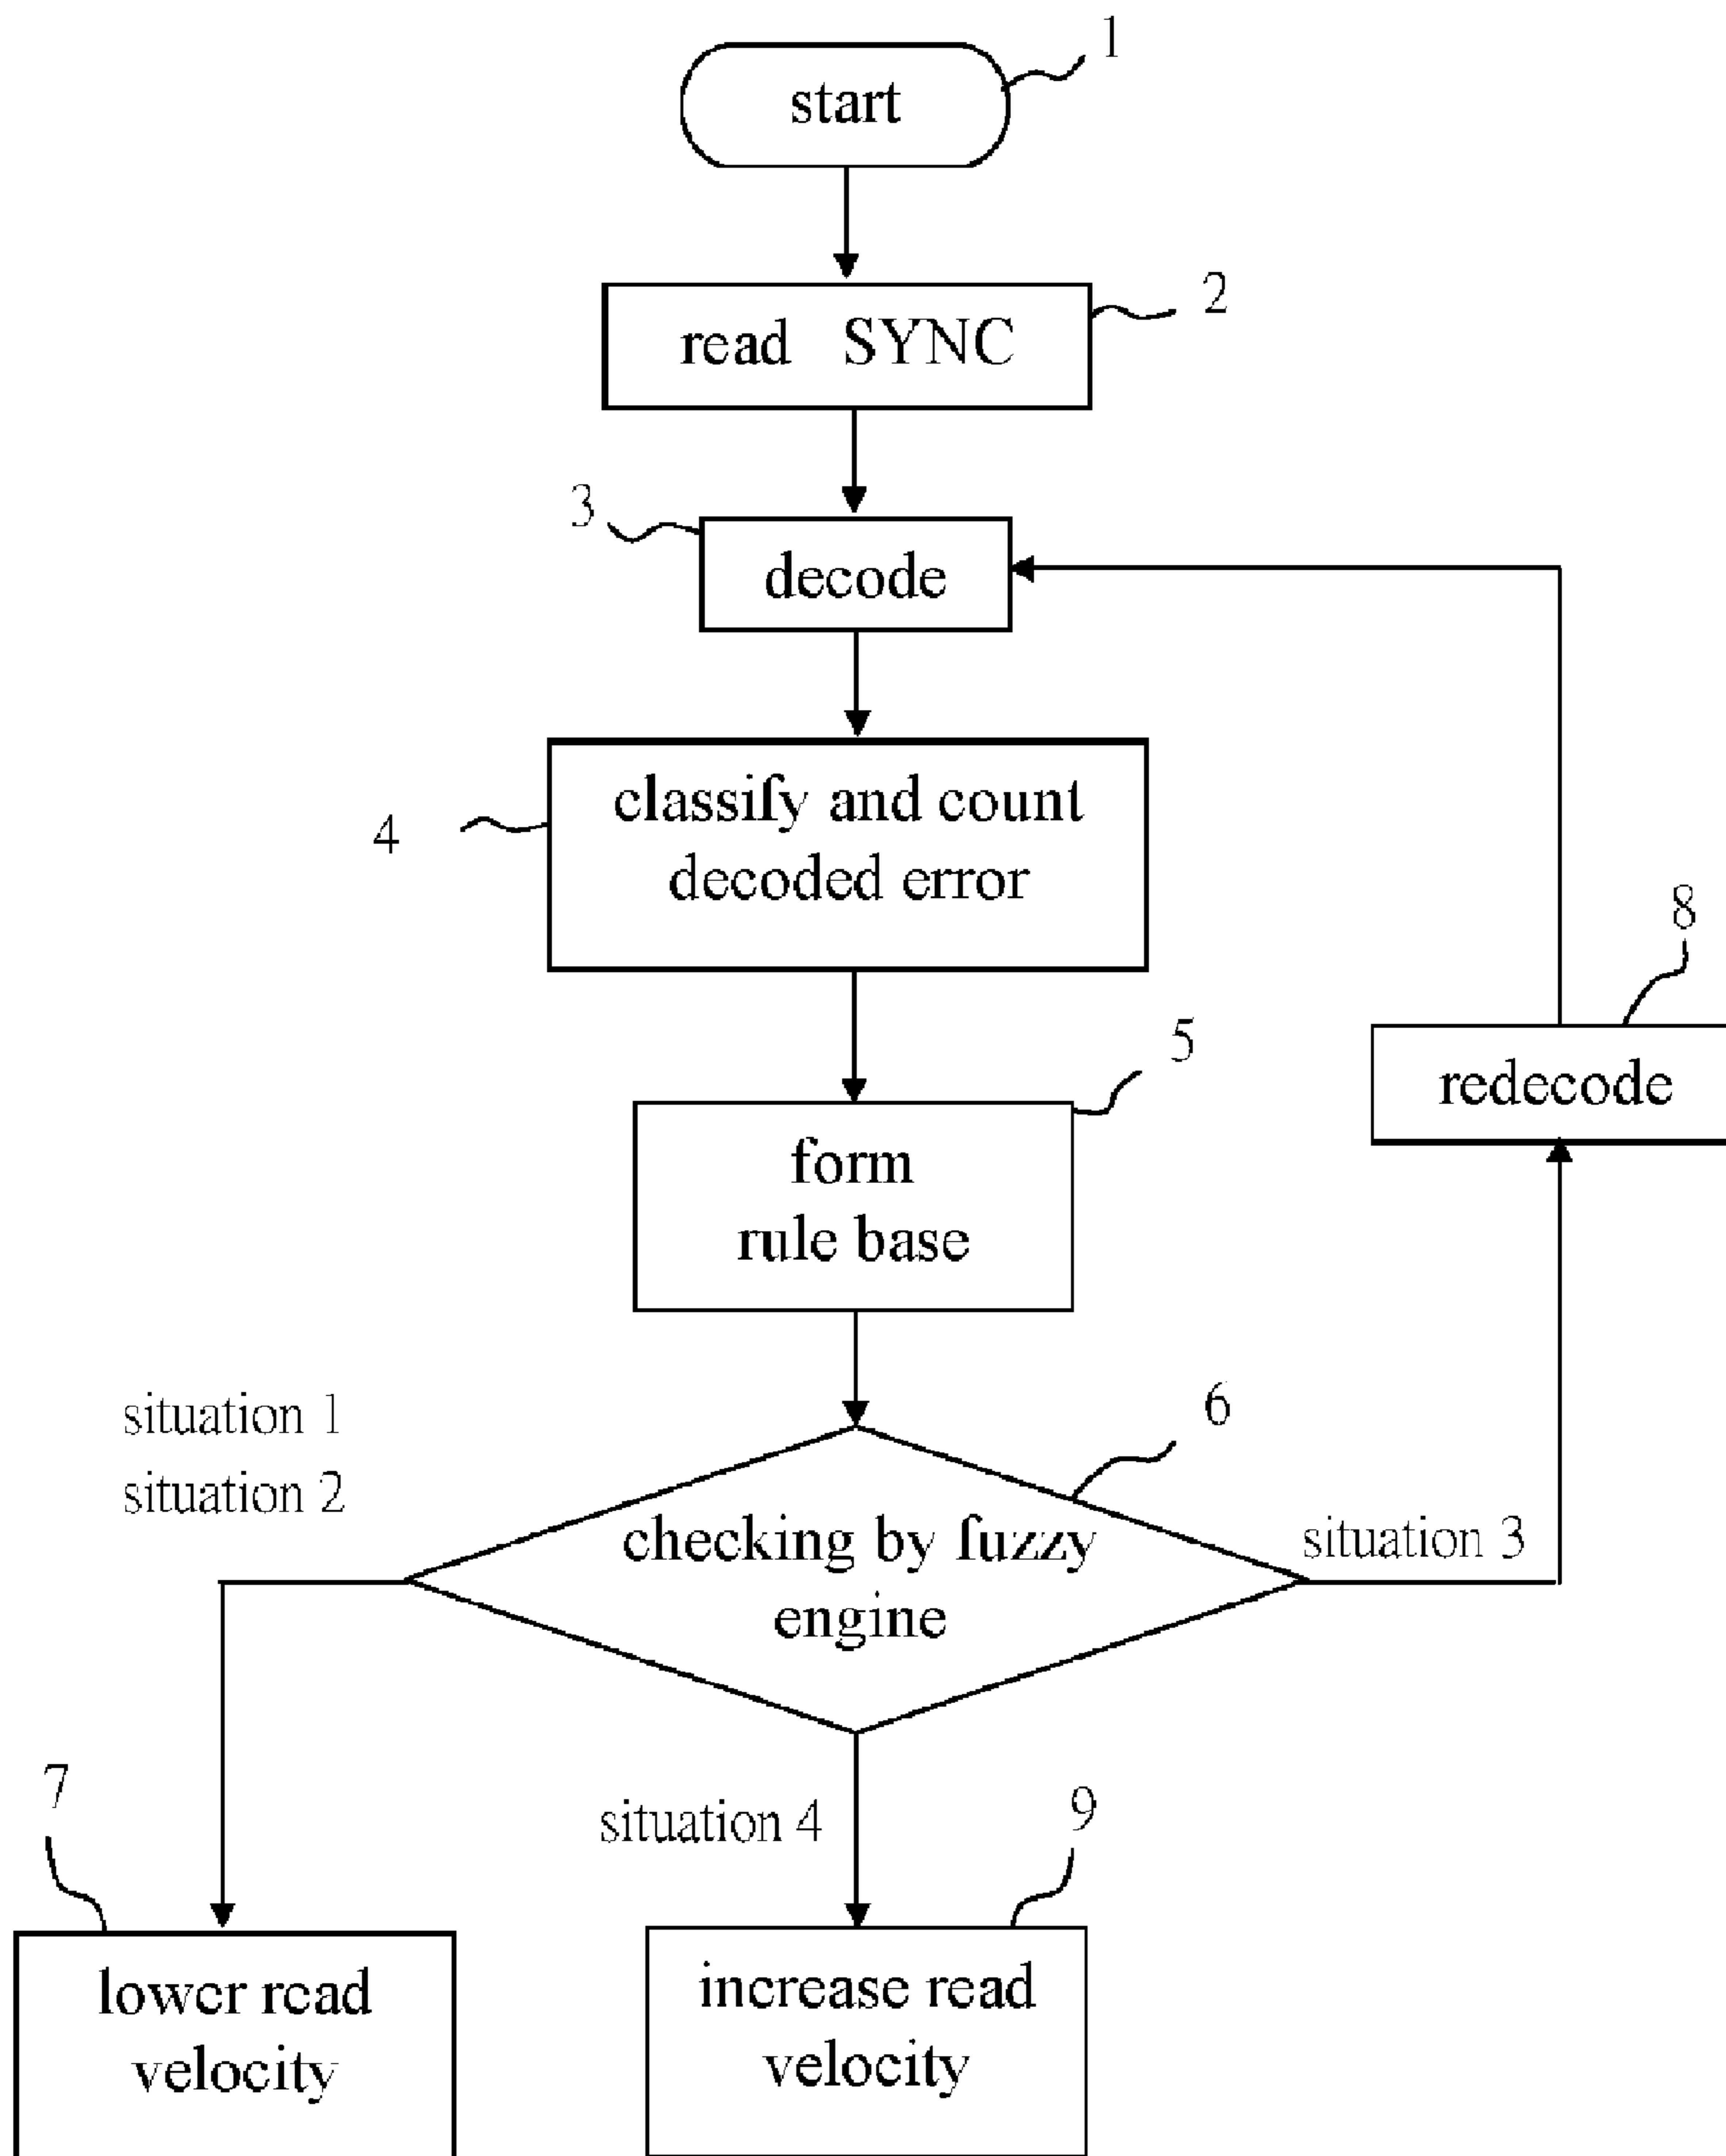 1
start
2
read SYNC
3
decode
classify and count
decoded error
4
8
5
redecode
form
rule base
situation 1
6
situation 2
checking by fuzzy
engine
situation 3
7
situation 4
9
lower read
velocity
increase read
velocity